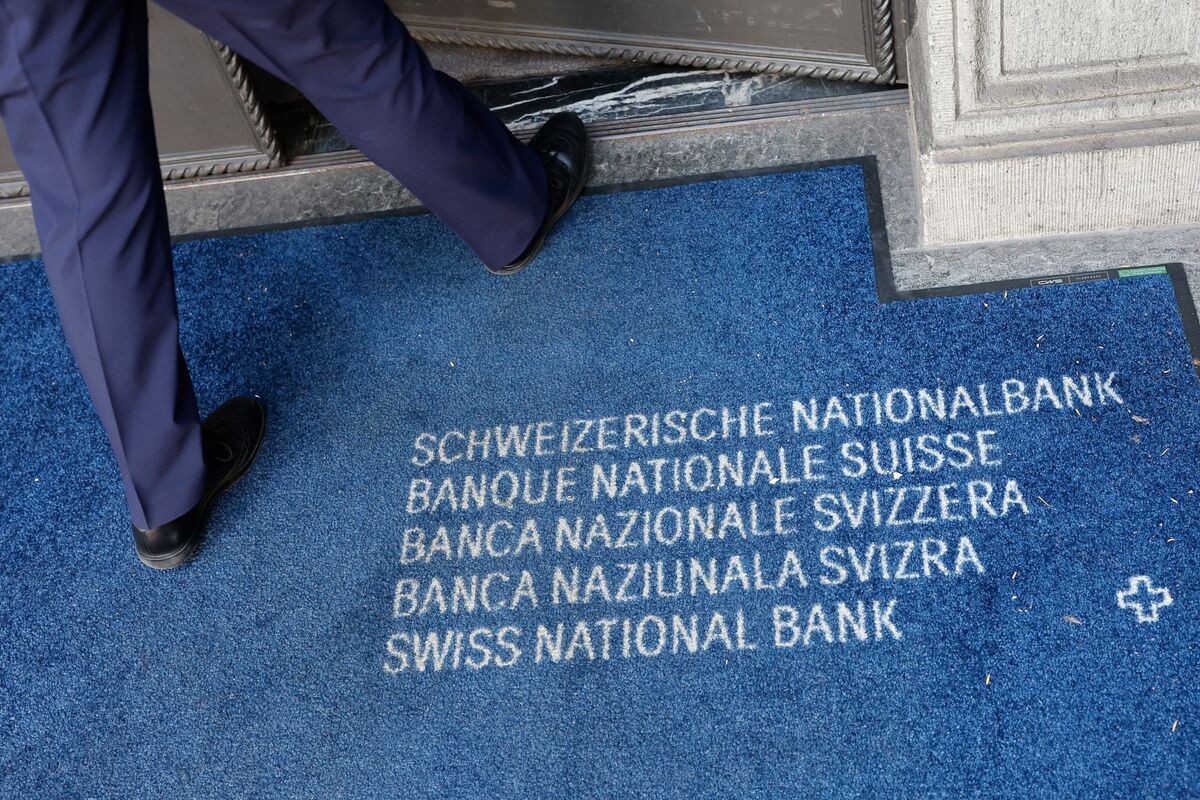 SCHWEIZERISCHE NATIONALBANK
BANQUE NATIONALE SUISSE
BANCA NAZIONALE SVIZZERA
BANCA NAZIUNALA SVIZRA
SWISS NATIONAL BANK